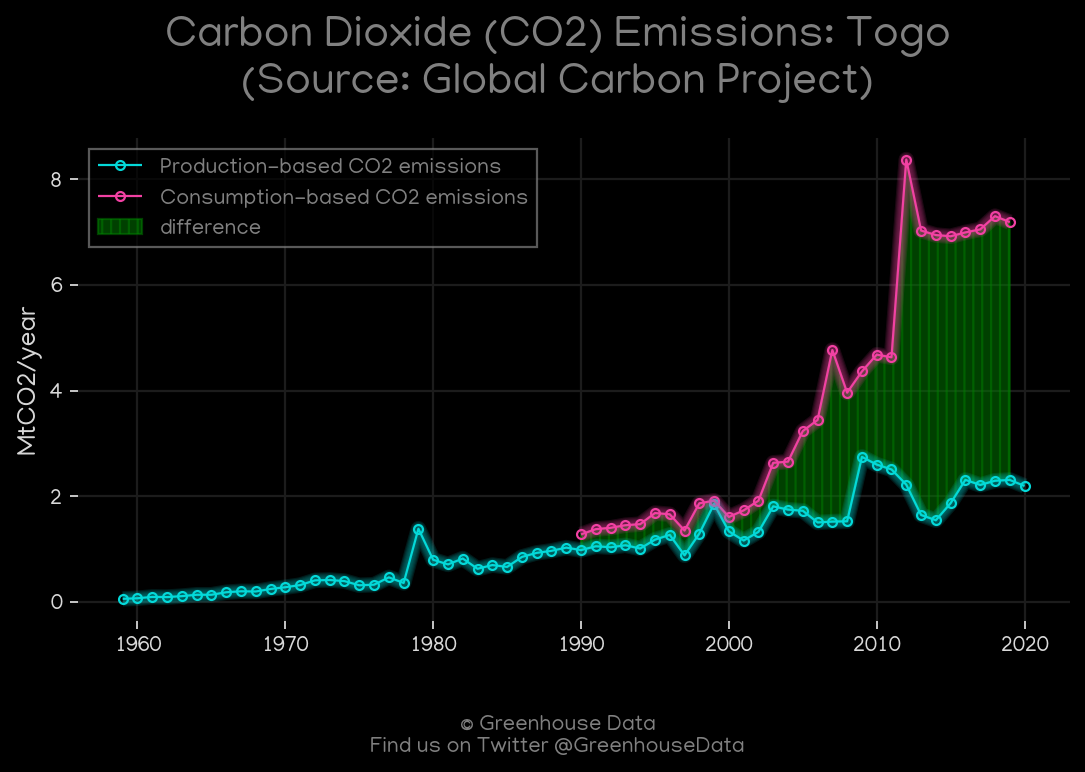 Carbon Dioxide (CO2) Emissions: Togo
(Source: Global Carbon Project)
Production-based CO2 emissions
Consumption-based CO2 emissions
difference
MtCO2/year
8
6
4
2
0
1960 1970 1980 1990 2000 2010 2020
© Greenhouse Data
Find us on Twitter @GreenhouseData